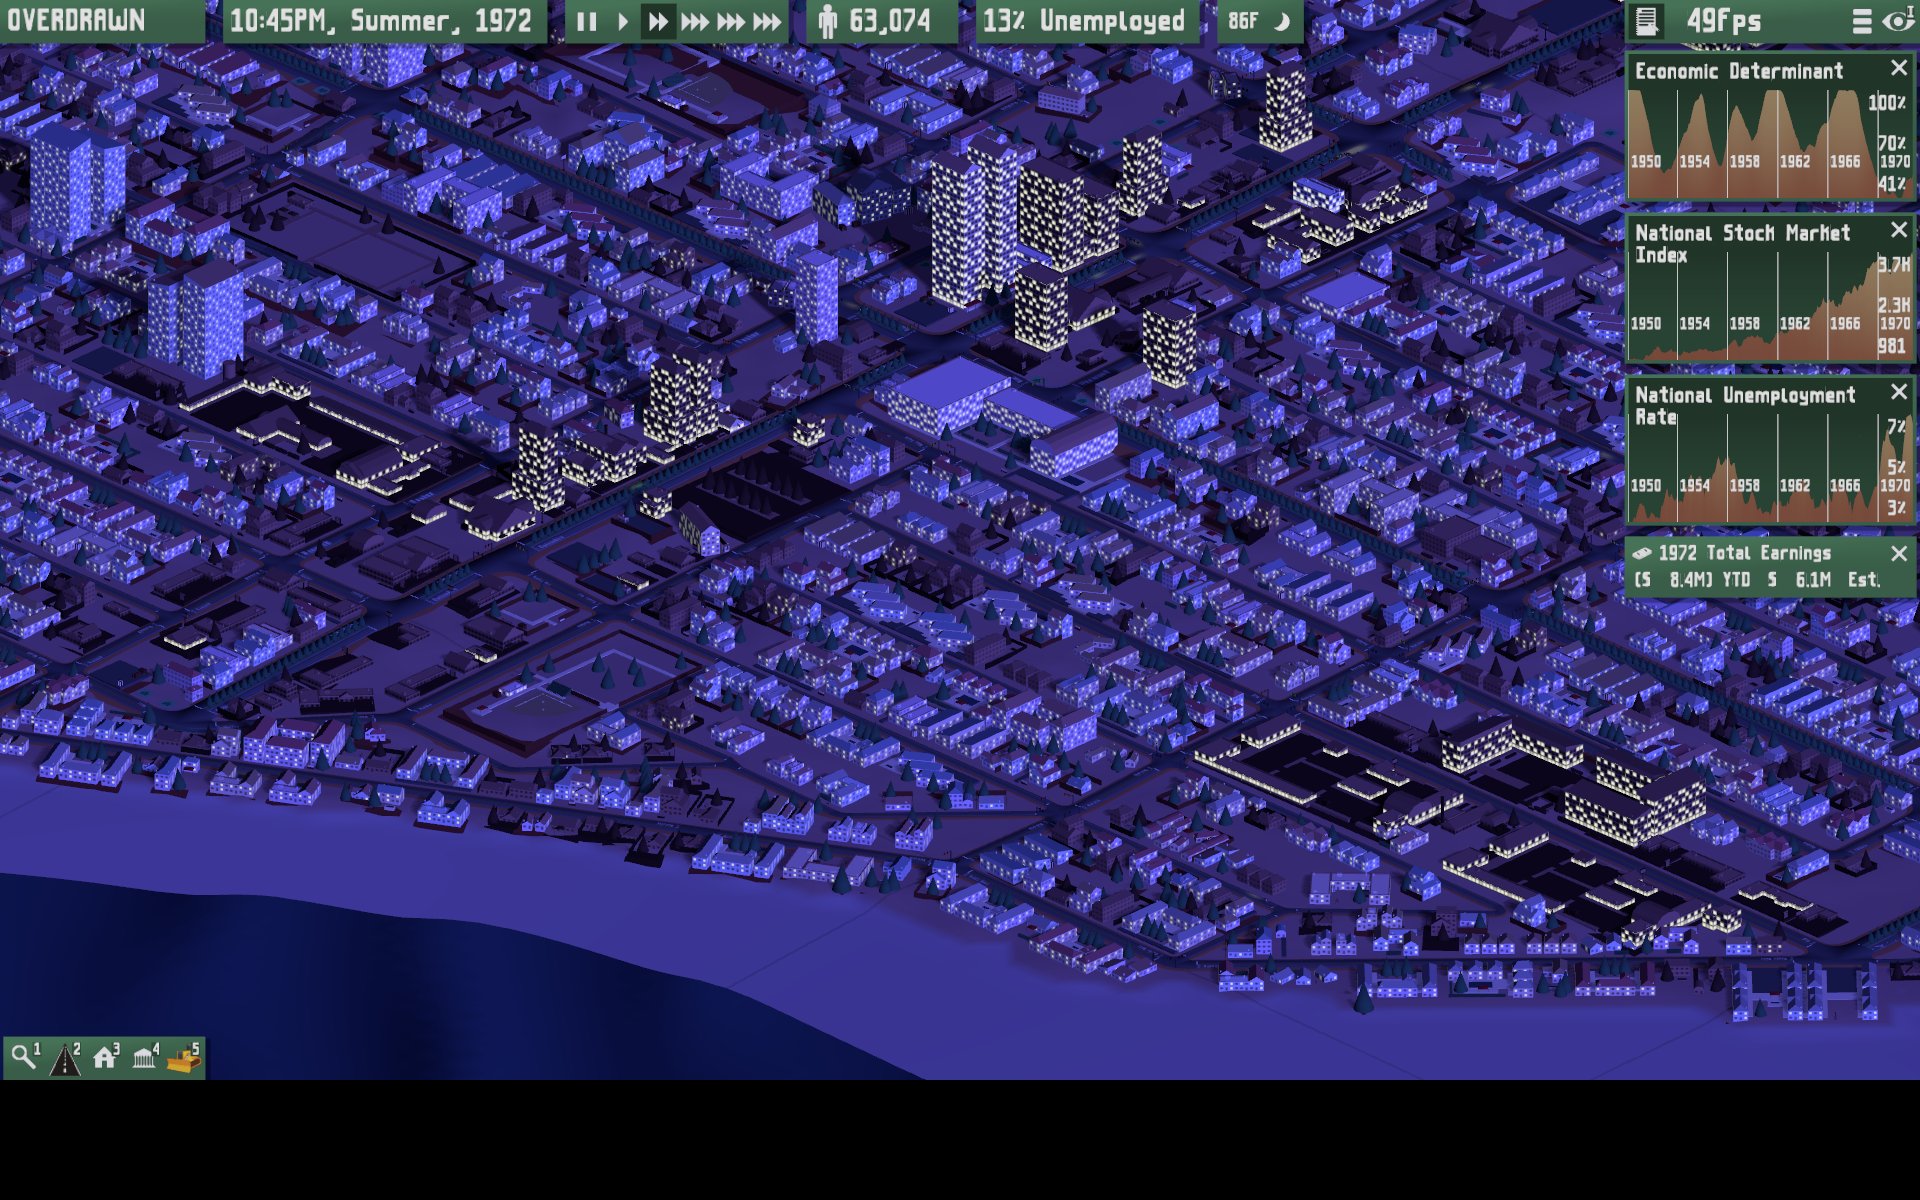 OVERDRAWN
10:45PM, Summer, 1972
63,074
13% Unemployed
86F
49Fps
I
Economic Determinant
100%
70%
1950 1954 1958 1962 1966 1970
41%
National Stock Market
Index
3.7K
2.3K
1950 1954 1958 1962 1966 1970
981
National Unemployment
Rate
7%
5%
1950 1954 1958 1962 1966 1970
3%
1972 Total Earnings
($ 8.4M) YTD $ 6.1M Est.
1 2 3 4 5